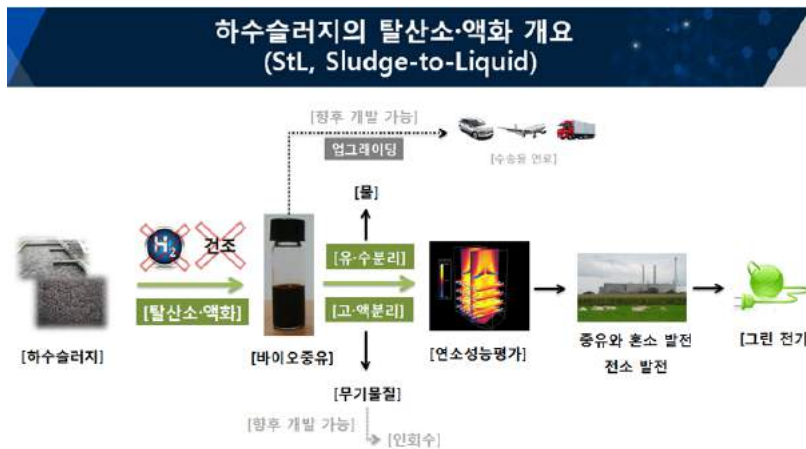 하수슬러지의 탈산소·액화 개요
(StL, Sludge-to-Liquid)
[향후 개발 가능]
업그레이딩
[수송용 연료]
[물]
H2
건조
[유·수분리]
[탈산소·액화]
[고·액분리]
[하수슬러지]
[바이오중유]
[연소성능평가]
중유와 혼소 발전
전소 발전
[그린 전기]
[무기물질]
[향후 개발 가능]
[인회수]